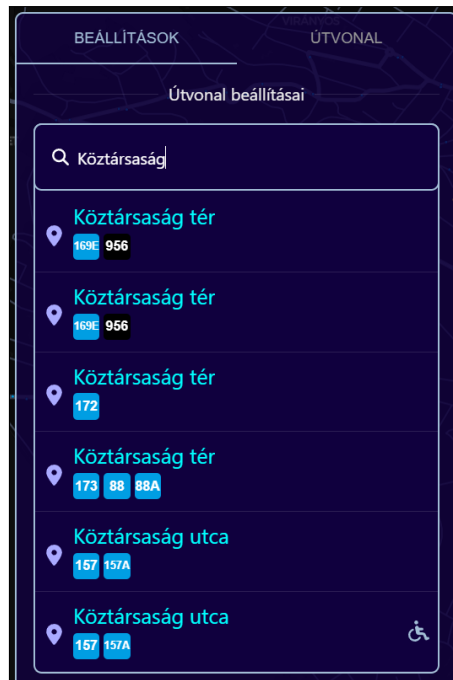 VIRÁNYOS
BEÁLLÍTÁSOK ÚTVONAL
Útvonal beállításai
Köztársaság
Köztársaság tér
169E 956
Köztársaság tér
169E 956
Köztársaság tér
172
Köztársaság tér
173 88 88A
Köztársaság utca
157 157A
Köztársaság utca
157 157A